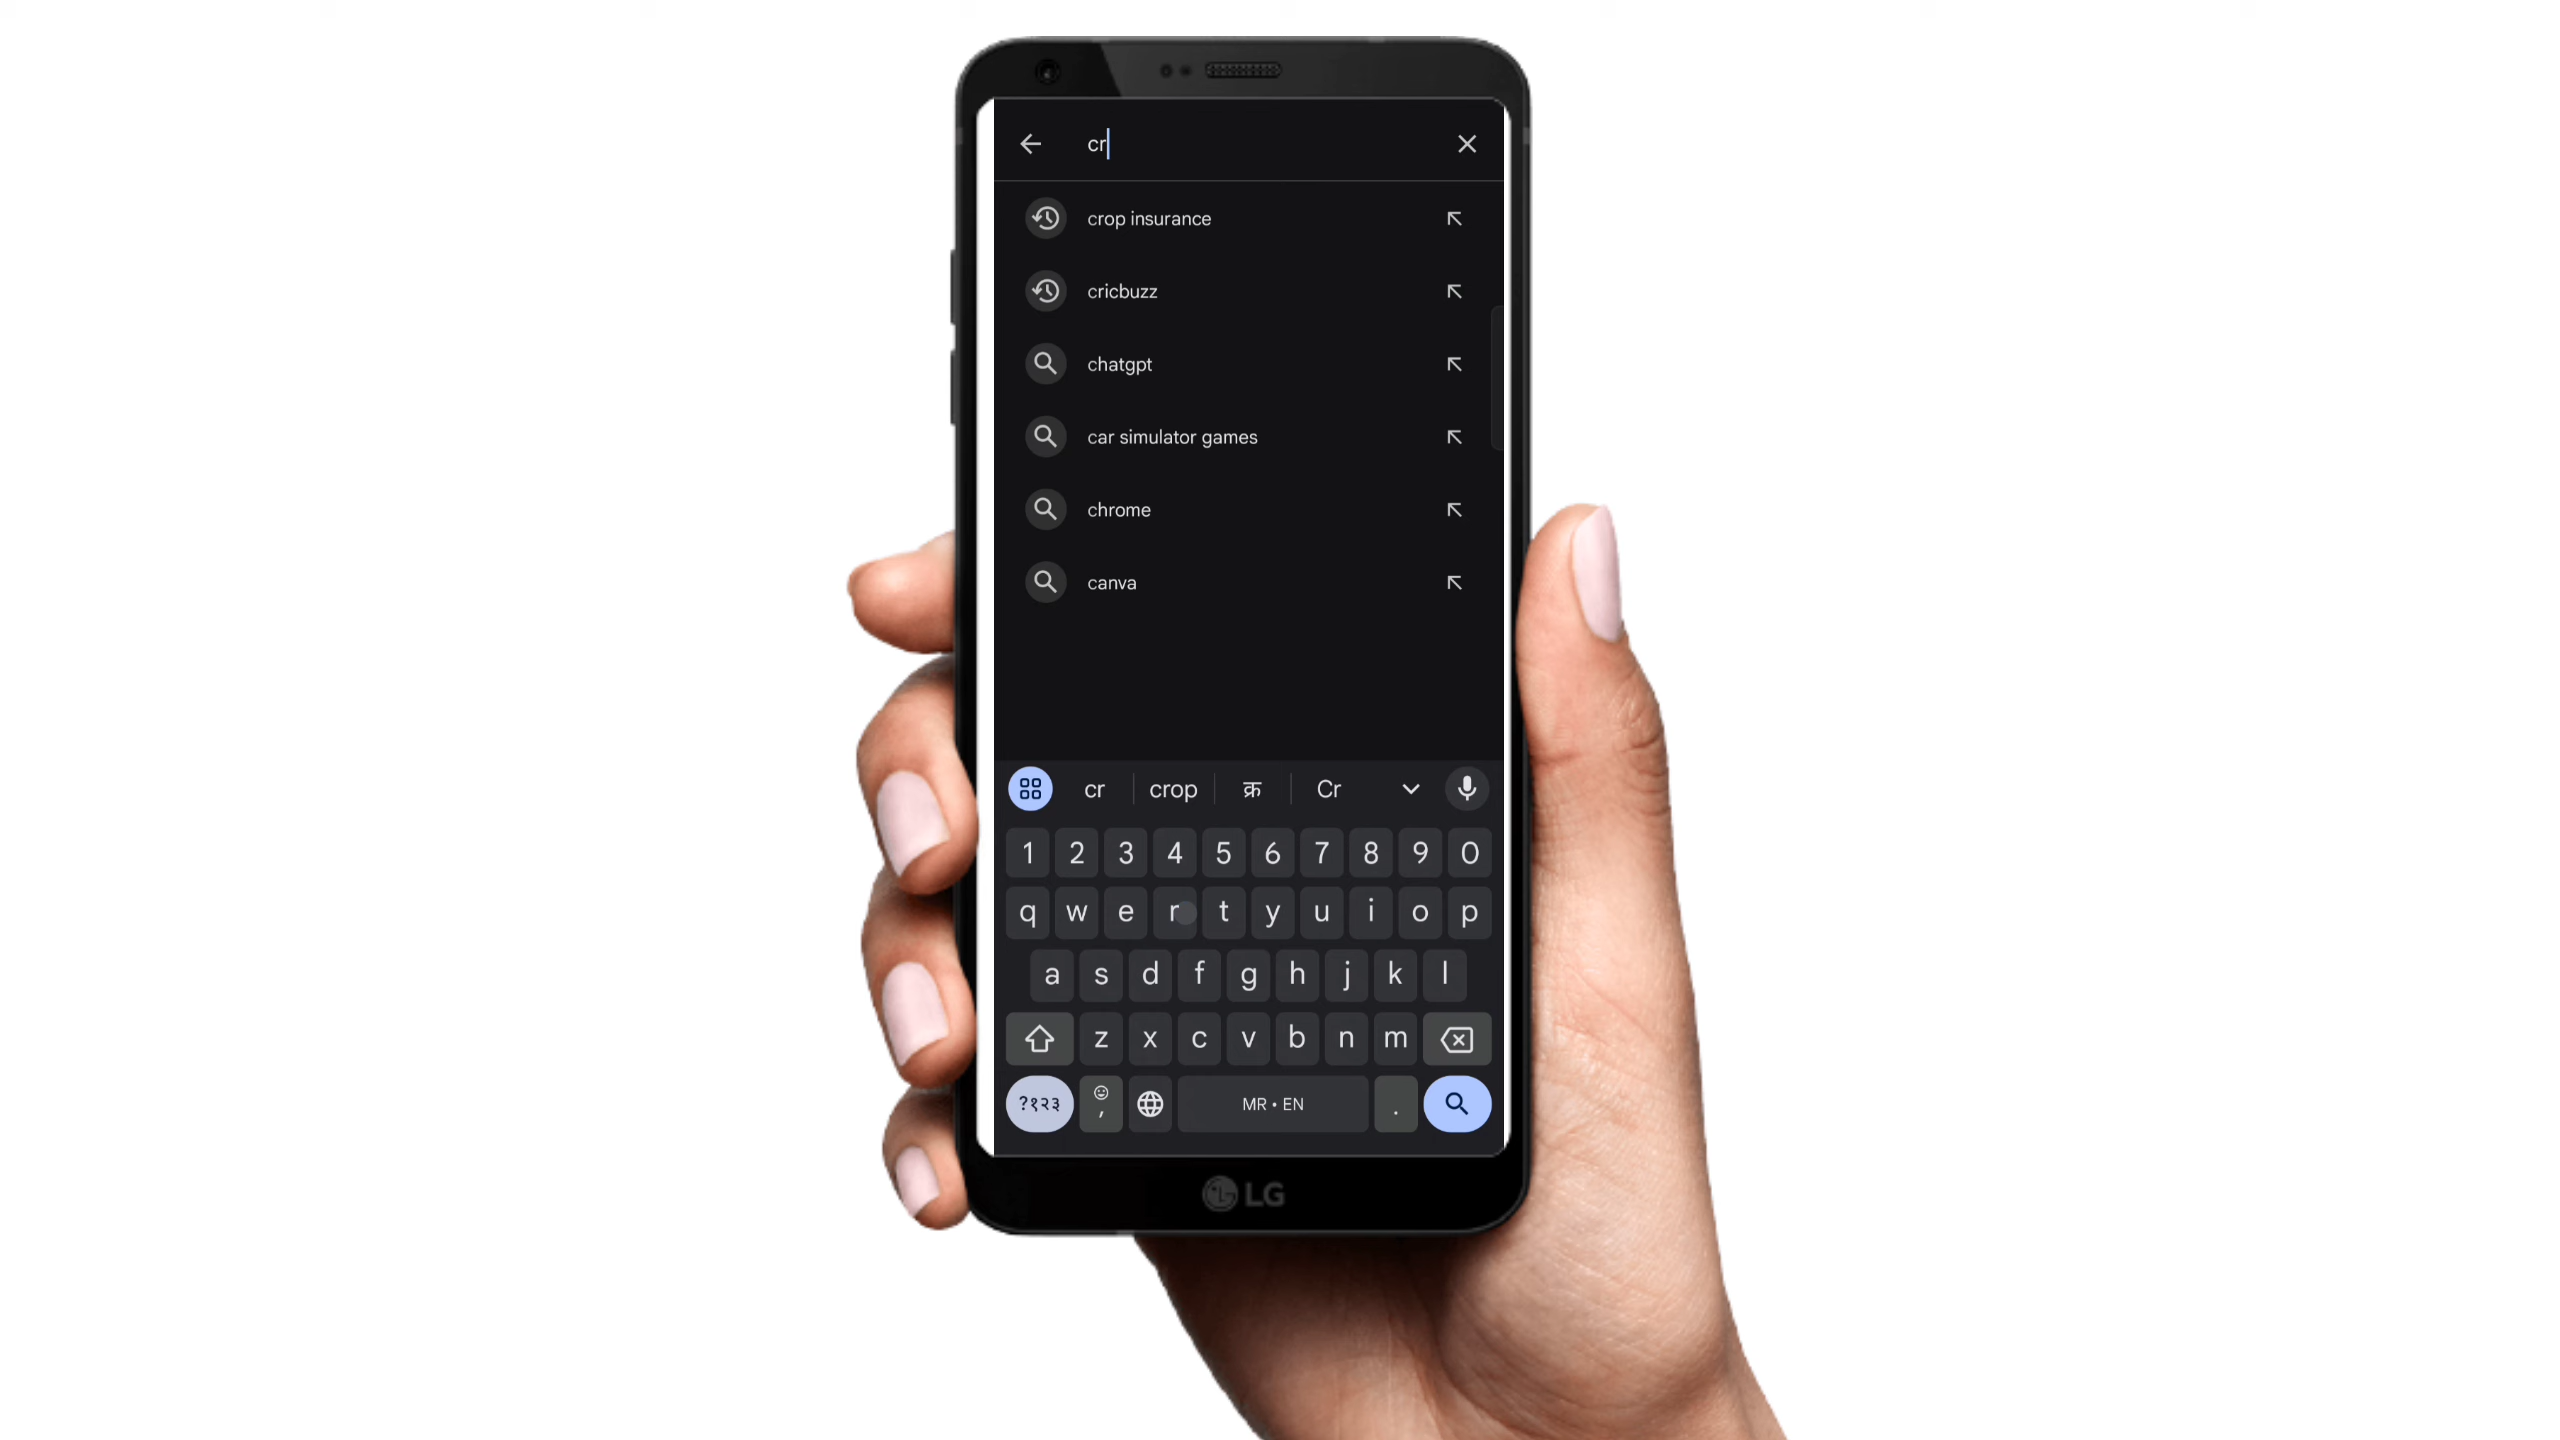 cr
crop insurance
cricbuzz
chatgpt
car simulator games
chrome
canva
cr crop क्र Cr
1 2 3 4 5 6 7 8 9 0
q w e r t y u i o p
a s d f g h j k l
z x c v b n m
?१२३ , MR • EN .
LG